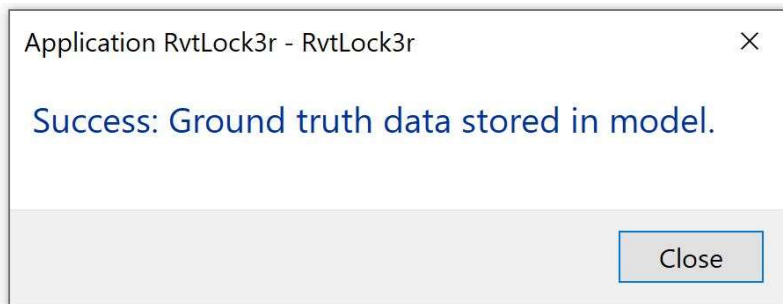 Application RvtLock3r - RvtLock3r
Success: Ground truth data stored in model.
Close